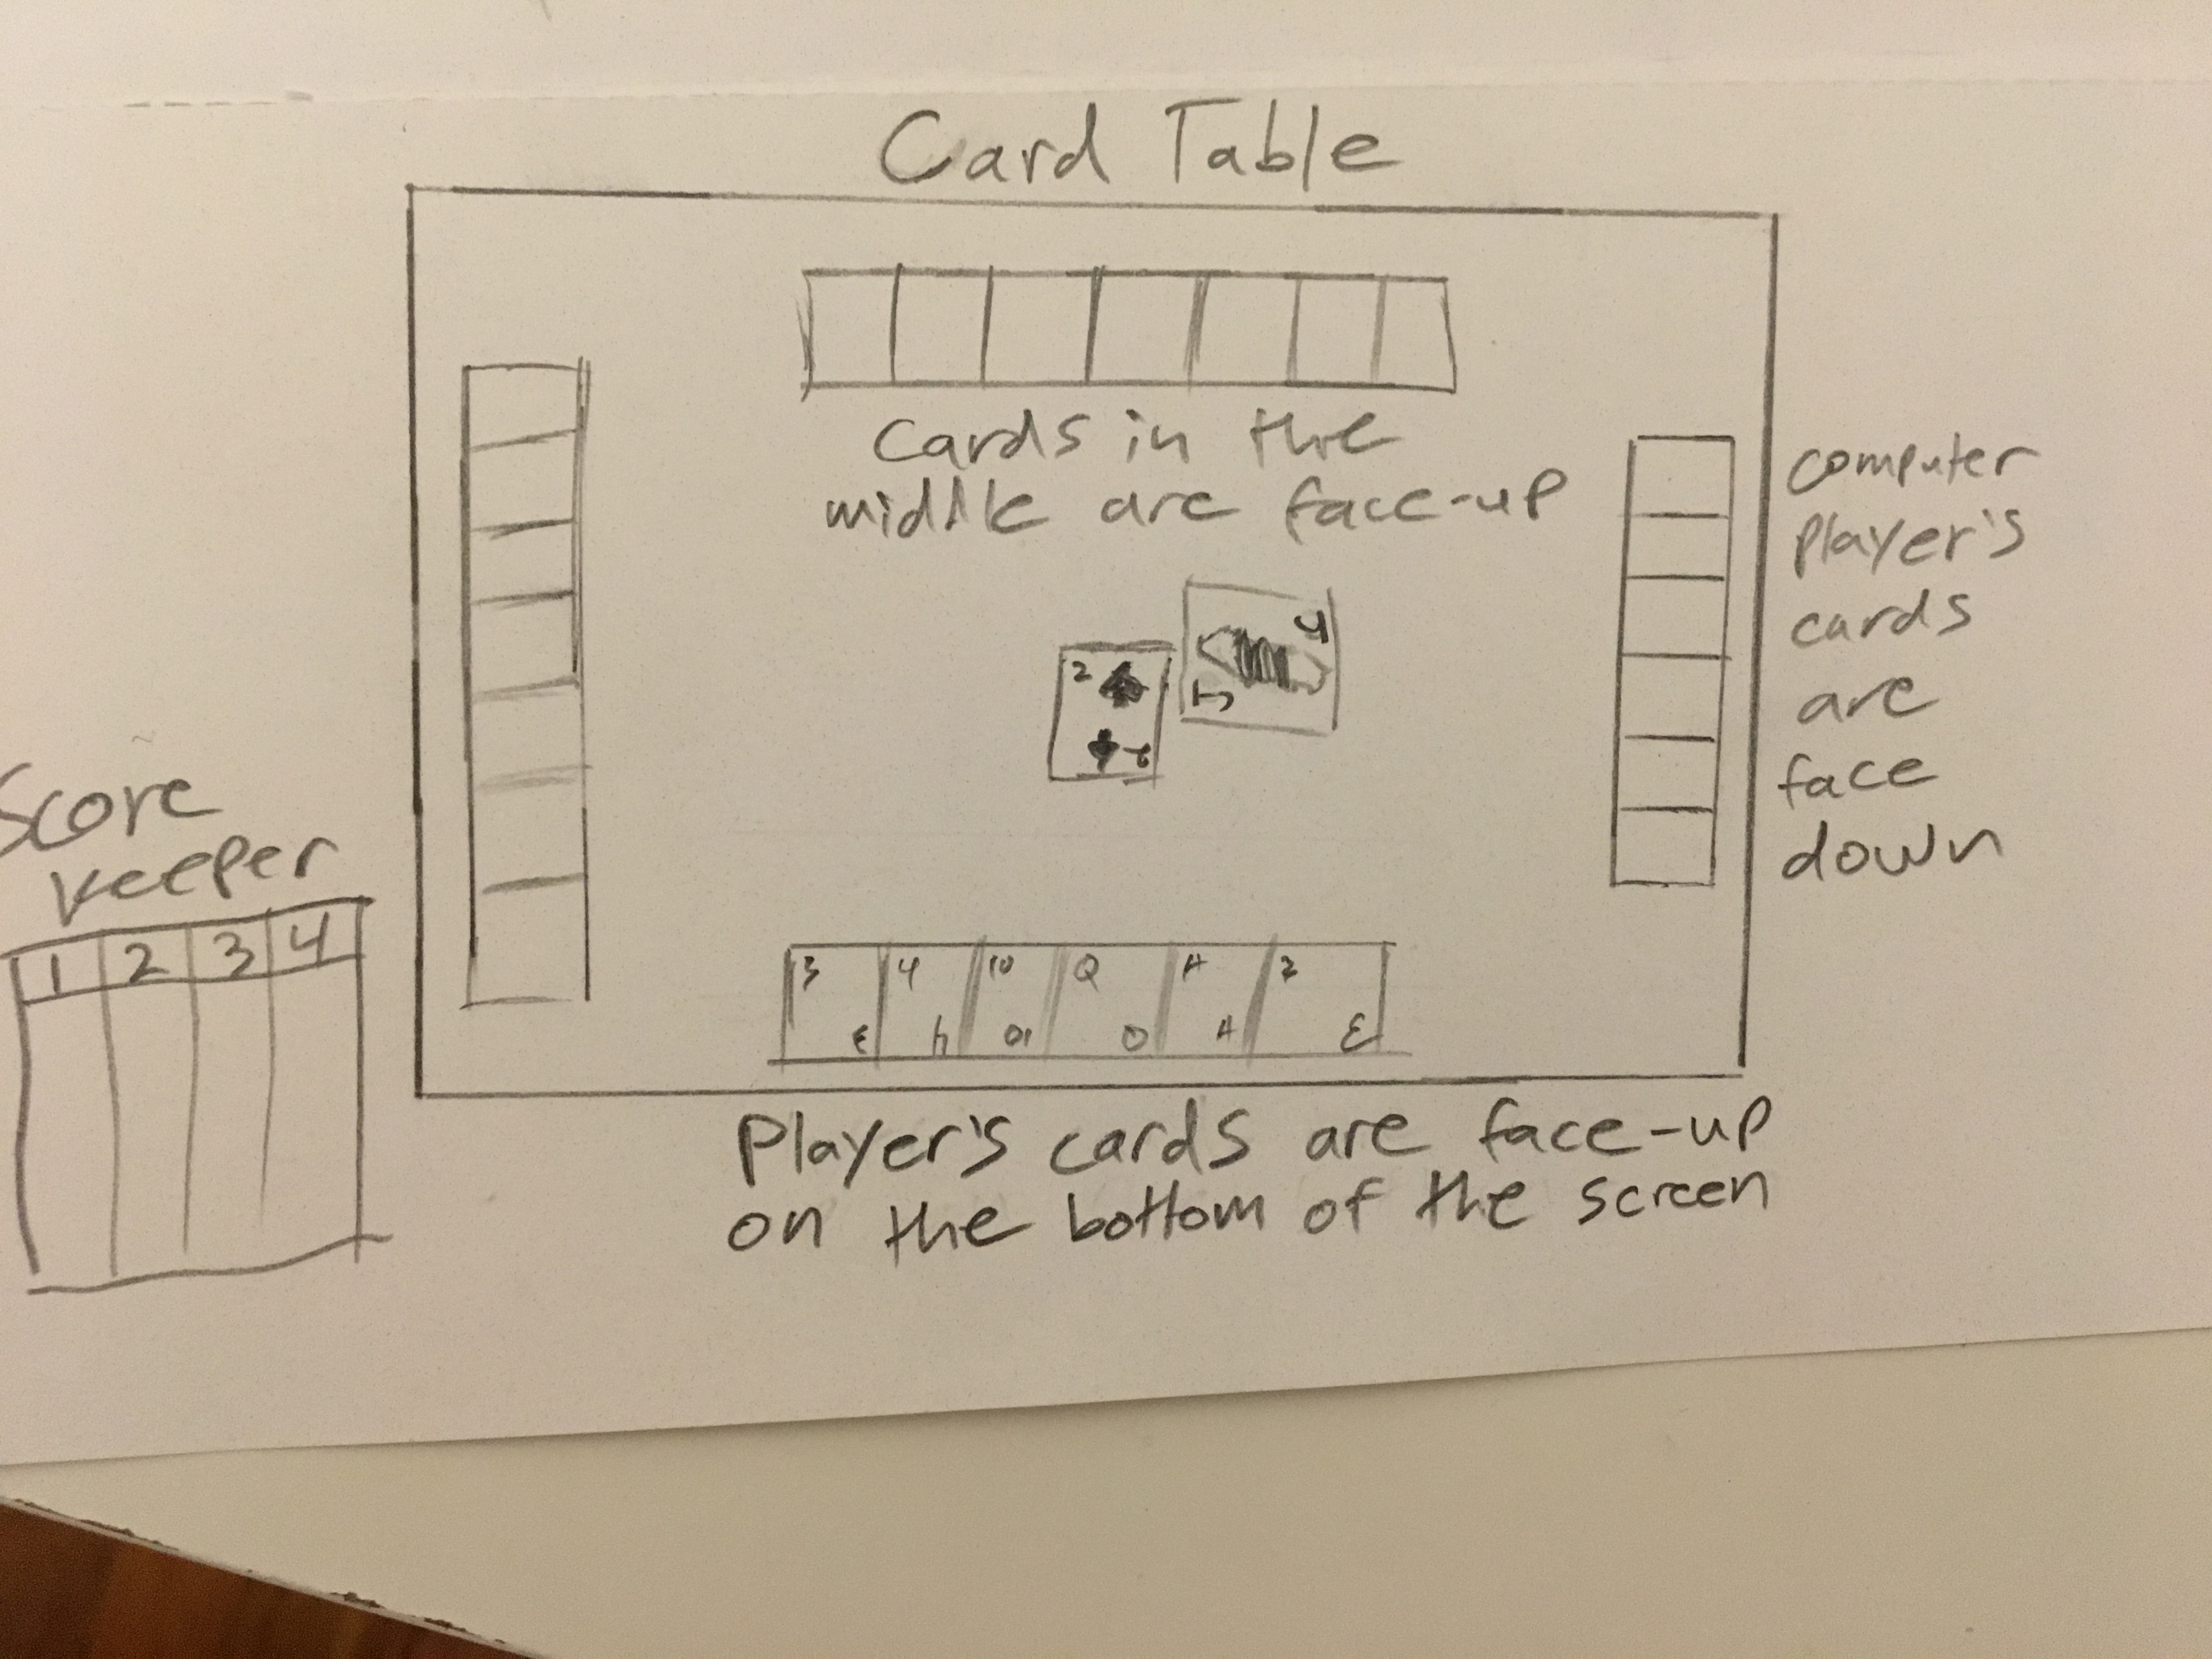 Card Table
Score
Keeper
1 2 3 4
Cards in the
middle are face-up
2
2
4
3 4 10 Q
2
Player's cards are face-up
on the bottom of the screen
computer
player's
cards
are
face
down